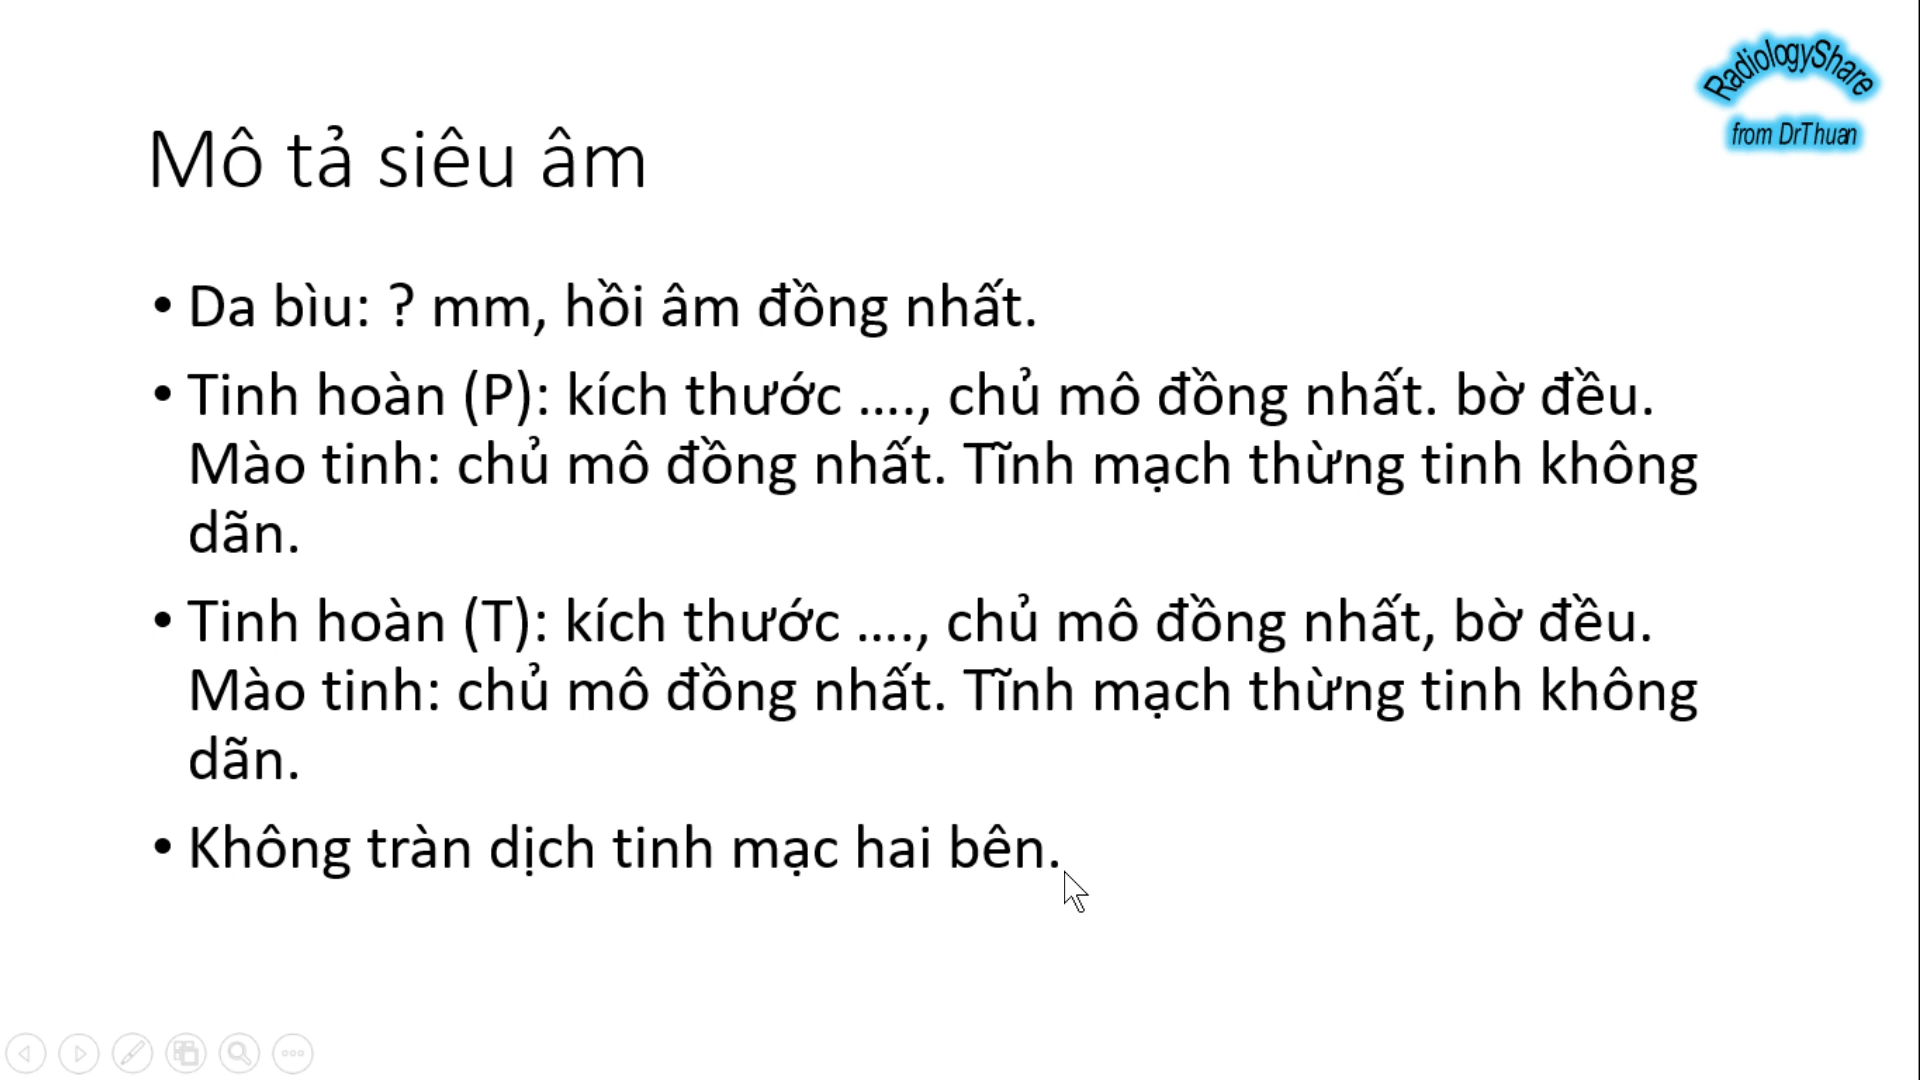 RadiologyShare
from DrThuan
Mô tả siêu âm
• Da bìu: ? mm, hồi âm đồng nhất.
• Tinh hoàn (P): kích thước ...., chủ mô đồng nhất. bờ đều.
Mào tinh: chủ mô đồng nhất. Tĩnh mạch thừng tinh không
dãn.
• Tinh hoàn (T): kích thước ...., chủ mô đồng nhất, bờ đều.
Mào tinh: chủ mô đồng nhất. Tĩnh mạch thừng tinh không
dãn.
• Không tràn dịch tinh mạc hai bên.